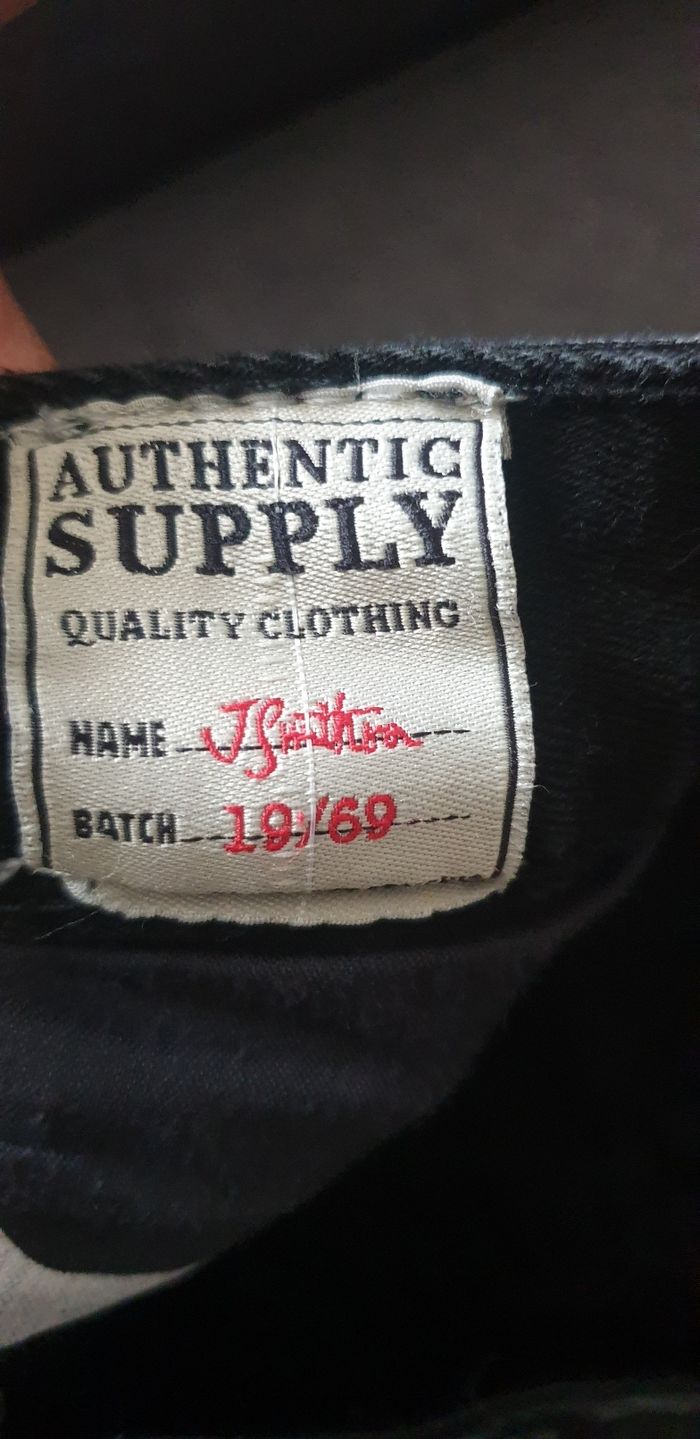 AUTHENTIC
SUPPLY
QUALITY CLOTHING
NAME
BATCH 19/69